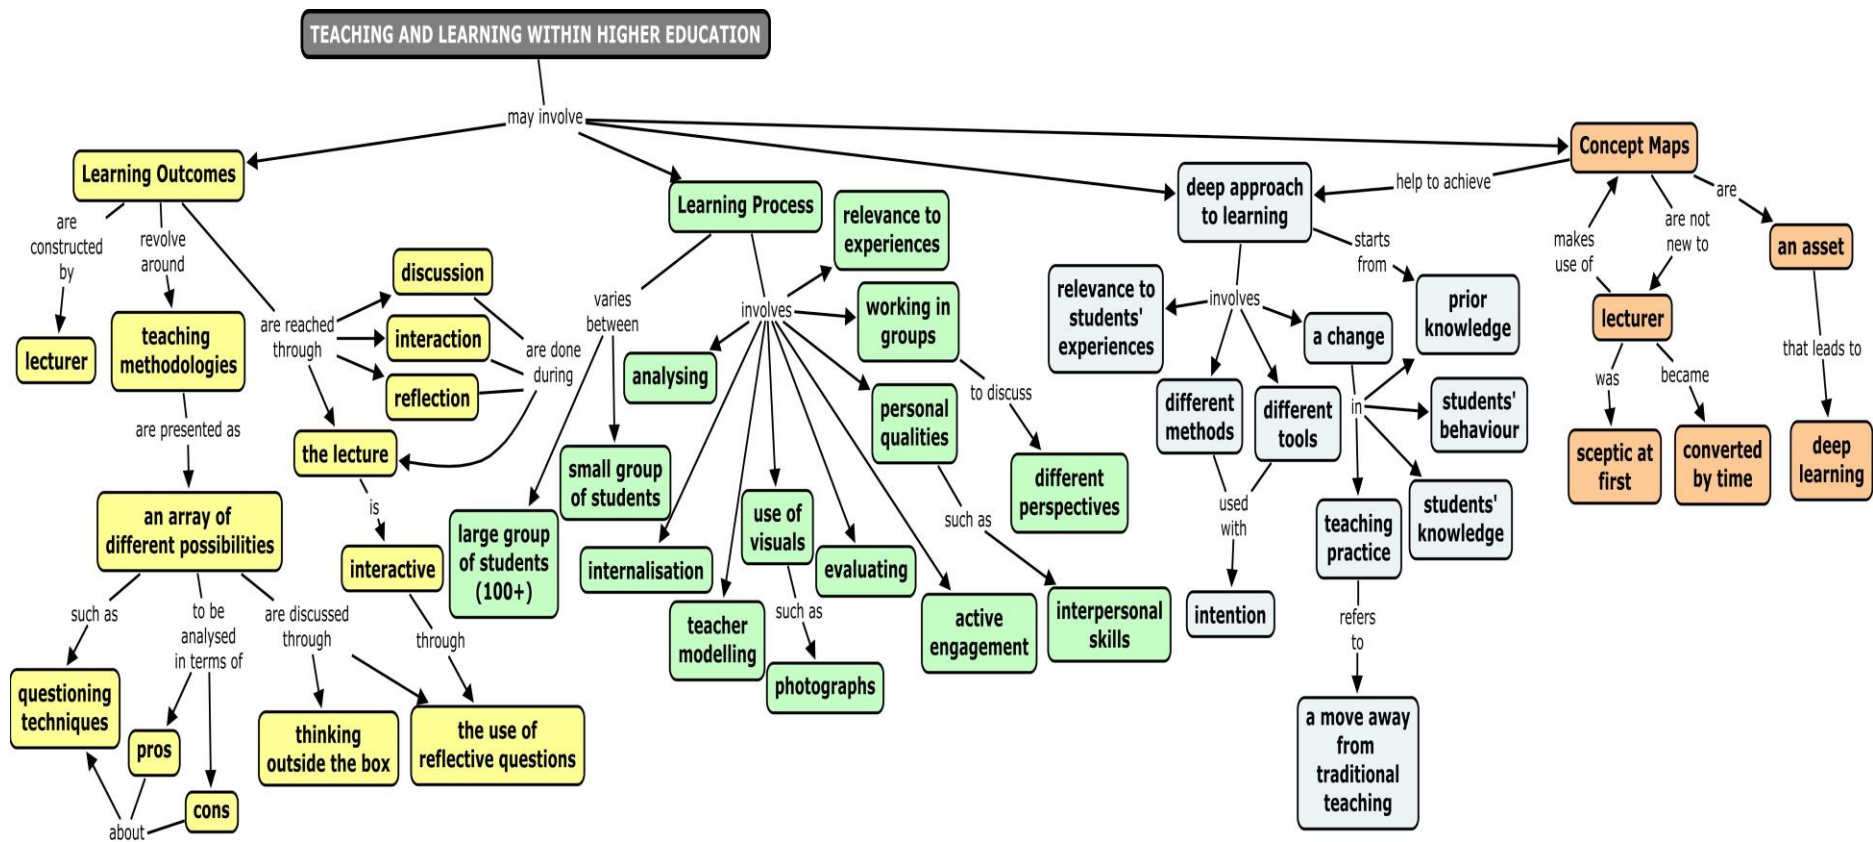 TEACHING AND LEARNING WITHIN HIGHER EDUCATION
may involve
Learning Outcomes
are
constructed
by
lecturer
revolve
around
teaching
methodologies
are presented as
an array of
different possibilities
such as
questioning
techniques
to be
analysed
in terms of
pros
cons
about
are discussed
through
thinking
outside the box
the use of
reflective questions
are reached
through
discussion
interaction
reflection
are done
during
the lecture
is
interactive
through
Learning Process
varies
between
large group
of students
(100+)
small group
of students
involves
relevance to
experiences
working in
groups
to discuss
different
perspectives
analysing
personal
qualities
such as
interpersonal
skills
internalisation
teacher
modelling
use of
visuals
such as
photographs
evaluating
active
engagement
deep approach
to learning
involves
relevance to
students'
experiences
different
methods
different
tools
used
with
intention
a change
in
starts
from
prior
knowledge
students'
behaviour
students'
knowledge
teaching
practice
refers
to
a move away
from
traditional
teaching
Concept Maps
help to achieve
makes
use of
are not
new to
lecturer
was
sceptic at
first
became
converted
by time
are
an asset
that leads to
deep
learning